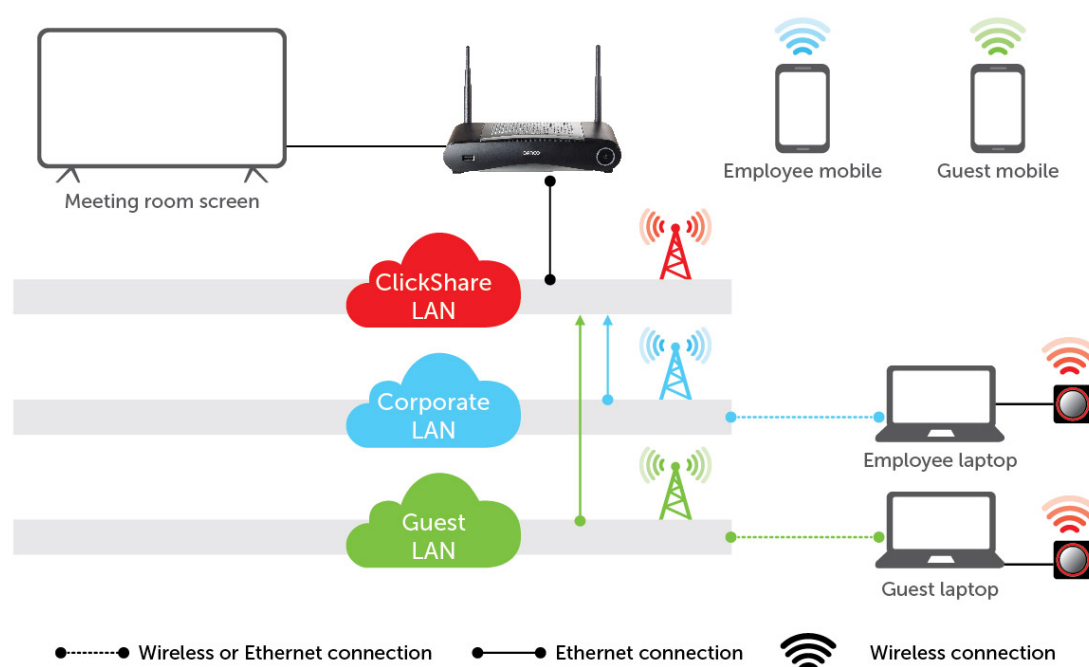 BARCO
Employee mobile
Guest mobile
Meeting room screen
ClickShare
LAN
Corporate
LAN
Employee laptop
Guest
LAN
Guest laptop
Wireless or Ethernet connection
Ethernet connection
Wireless connection